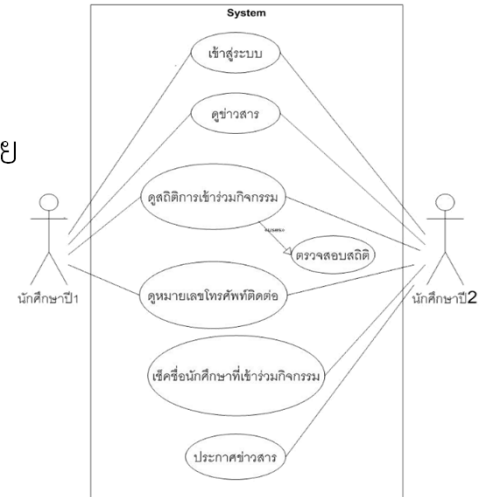 System
เข้าสู่ระบบ
ดูข่าวสาร
ย
ดูสถิติการเข้าร่วมกิจกรรม
ตรวจสอบสถิติ
นักศึกษาปี1
ดูหมายเลขโทรศัพท์ติดต่อ
นักศึกษาปี2
เช็คชื่อนักศึกษาที่เข้าร่วมกิจกรรม
ประกาศข่าวสาร